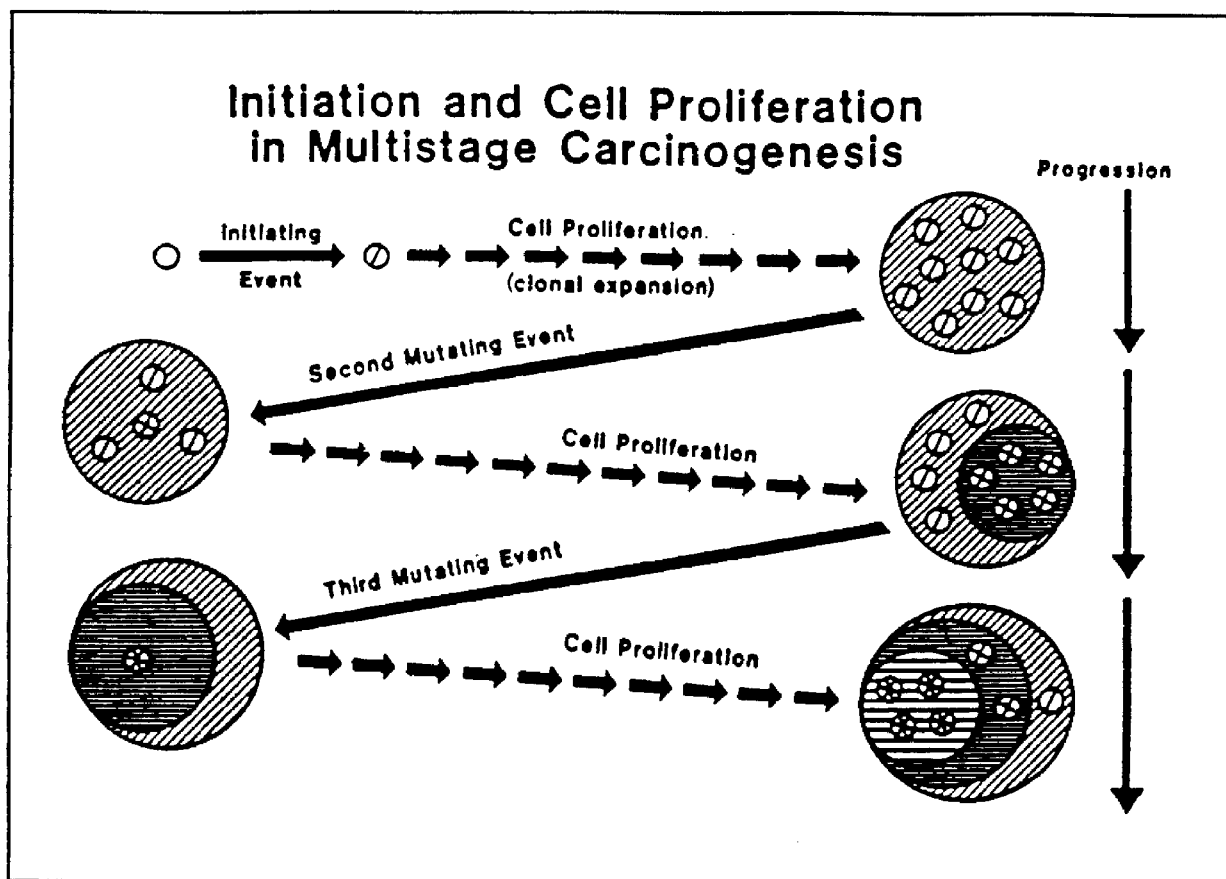 Initiation and Cell Proliferation
in Multistage Carcinogenesis
Progression
Initiating
Event
Cell Proliferation
(clonal expansion)
Second Mutating Event
Cell Proliferation
Third Mutating Event
Cell Proliferation